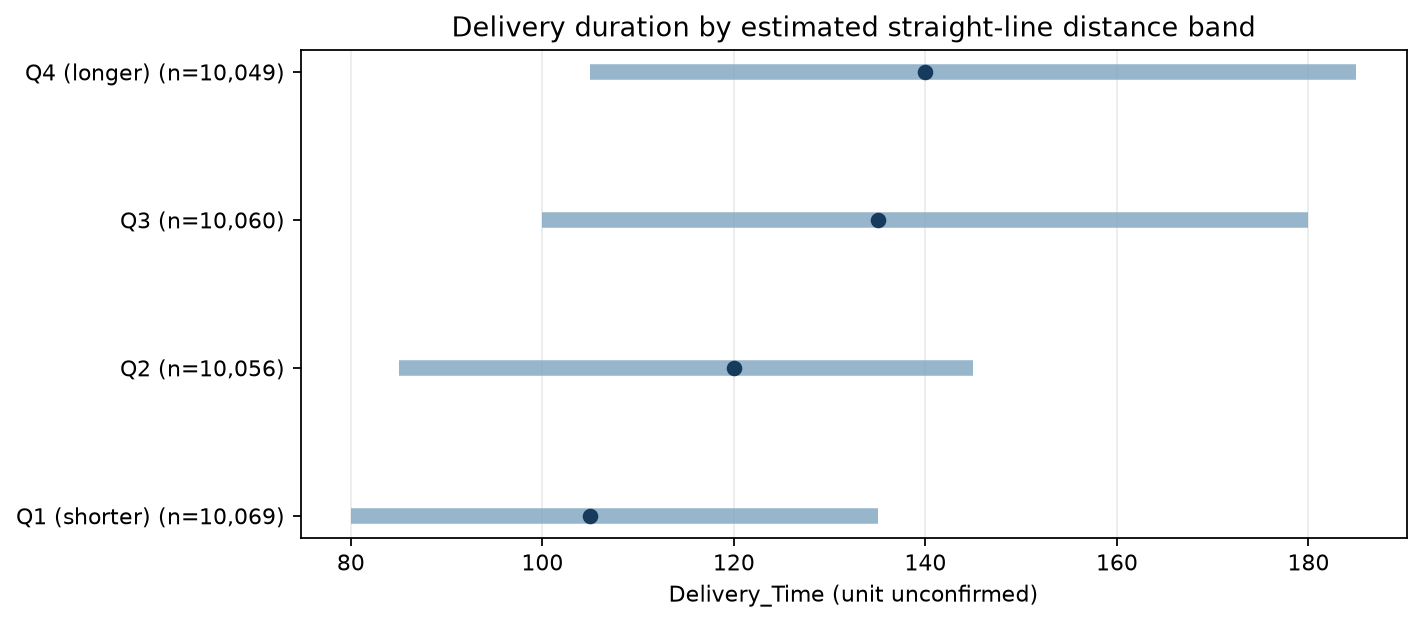 Delivery duration by estimated straight-line distance band
Q4 (longer) (n=10,049)
Q3 (n=10,060)
Q2 (n=10,056)
Q1 (shorter) (n=10,069)
80 100 120 140 160 180
Delivery_Time (unit unconfirmed)